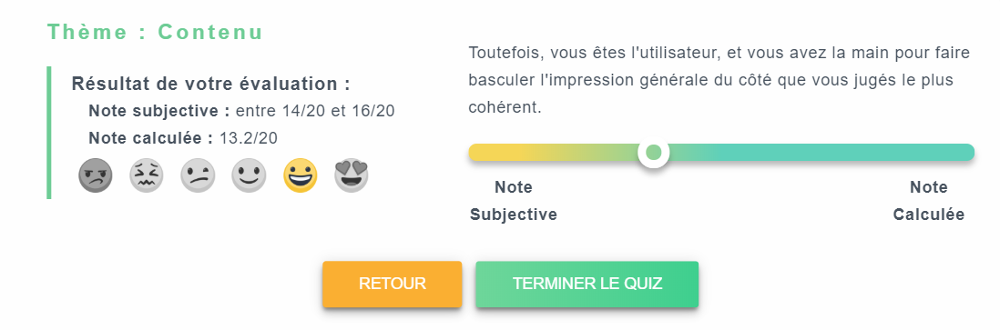 Thème : Contenu
Résultat de votre évaluation :
Note subjective : entre 14/20 et 16/20
Note calculée : 13.2/20
Toutefois, vous êtes l'utilisateur, et vous avez la main pour faire
basculer l'impression générale du côté que vous jugés le plus
cohérent.
Note
Subjective
Note
Calculée
RETOUR
TERMINER LE QUIZ